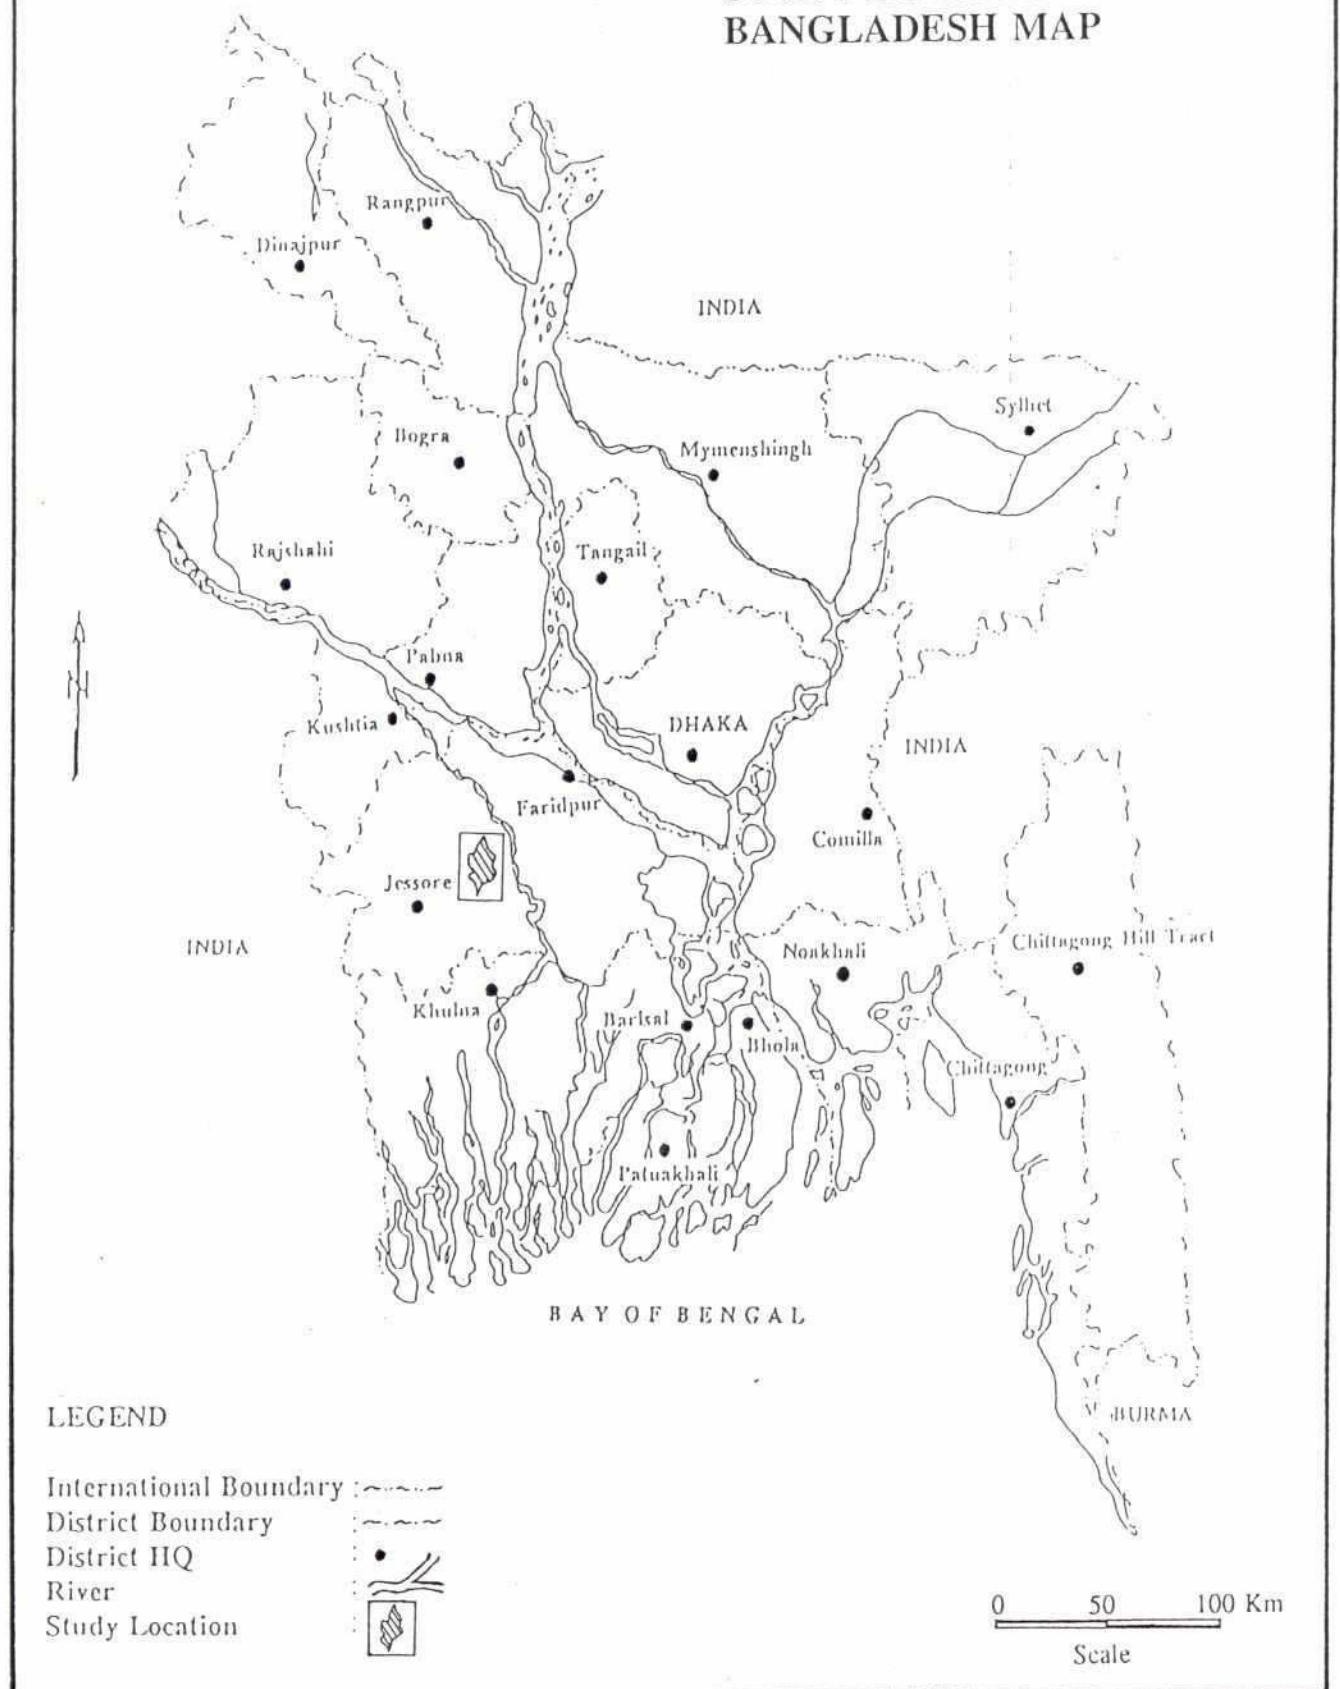 BANGLADESH MAP
Rangpur
Dinajpur
INDIA
Sylhet
Bogra
Mymenshingh
Rajshahi
Tangail
Pabna
Kushtia
DHAKA
INDIA
Faridpur
Comilla
Jessore
INDIA
Noakhali
Chittagong Hill Tract
Khulna
Barisal
Bhola
Chittagong
Patuakhali
BAY OF BENGAL
BURMA
LEGEND
International Boundary :
District Boundary :
District HQ :
River :
Study Location :
0 50 100 Km
Scale
N